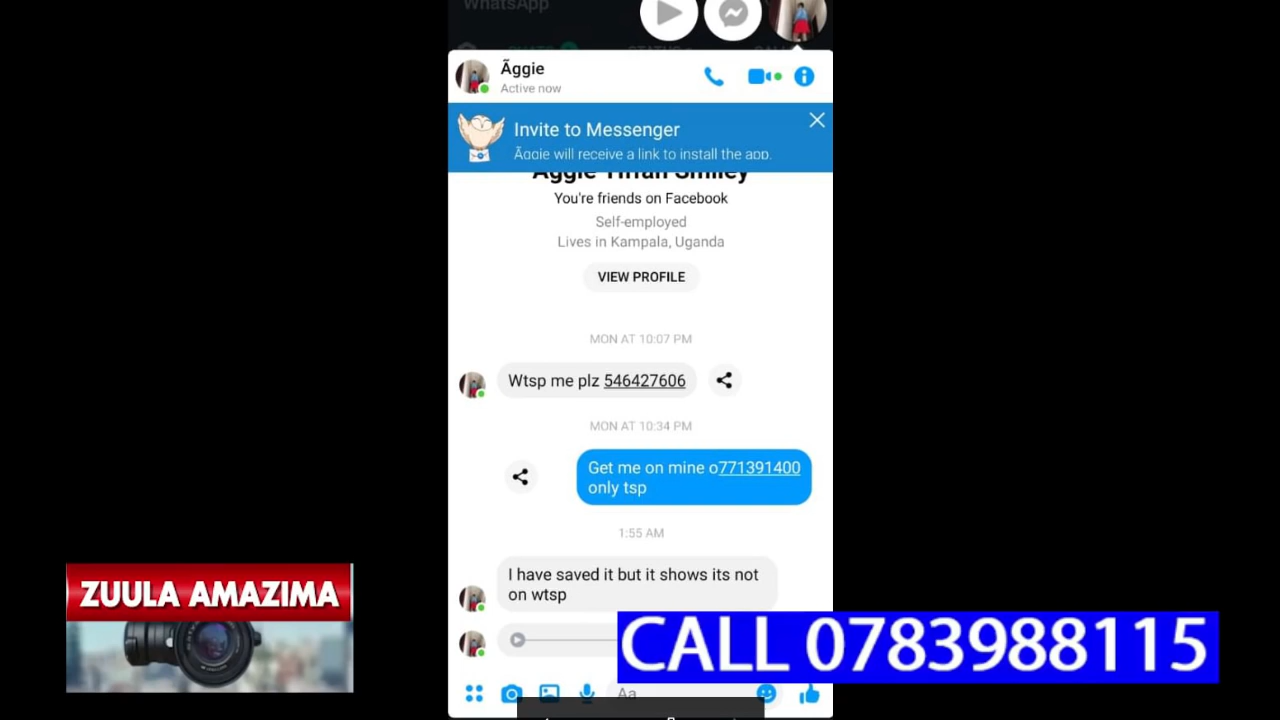 WhatsApp
Ãggie
Active now
Invite to Messenger
Ãggie will receive a link to install the app.
Aggie Tiffan Smiley
You're friends on Facebook
Self-employed
Lives in Kampala, Uganda
VIEW PROFILE
MON AT 10:07 PM
Wtsp me plz 546427606
MON AT 10:34 PM
Get me on mine o771391400
only tsp
1:55 AM
I have saved it but it shows its not
on wtsp
ZUULA AMAZIMA
CALL 0783988115
Aa